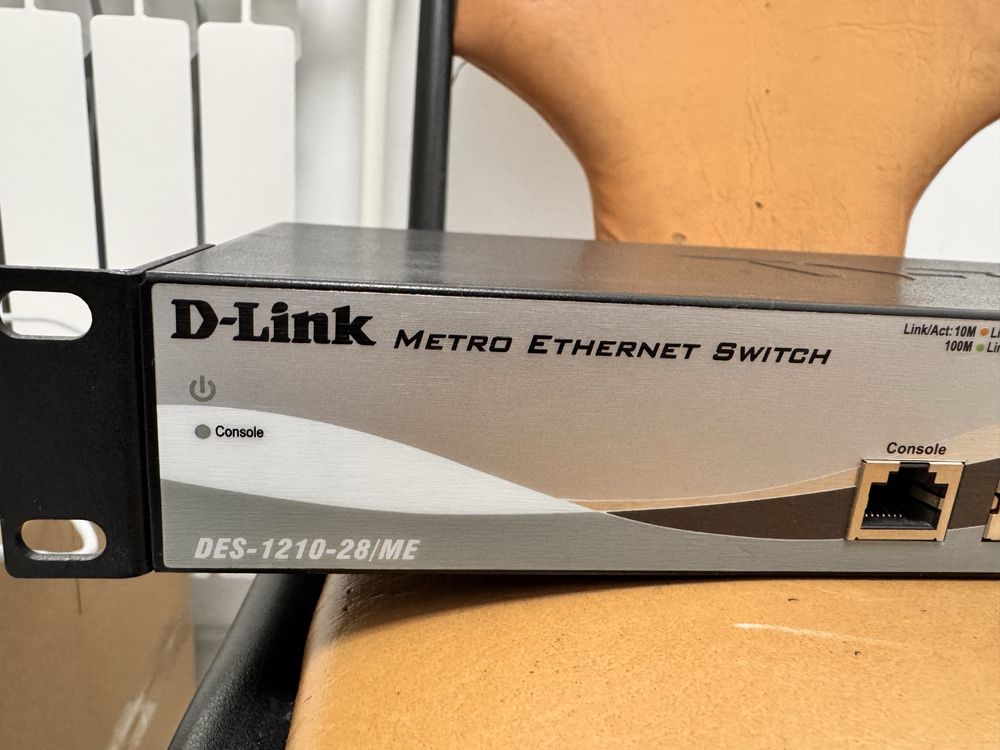 D-Link METRO ETHERNET SWITCH
Link/Act: 10M
100M
Console
Console
DES-1210-28/ME